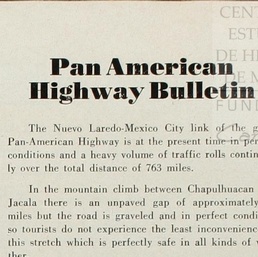 CEN
ES
DE H
DE M
FUN
Pan American
Highway Bulletin
The Nuevo Laredo-Mexico City link of the
Pan-American Highway is at the present time in
conditions and a heavy volume of traffic rolls contin
ly over the total distance of 763 miles.
In the mountain climb between Chapulhuacan
Jacala there is an unpaved gap of approximately
miles but the road is graveled and in perfect condi
so tourists do not experience the least inconvenienc
this stretch which is perfectly safe in all kinds of
ther.